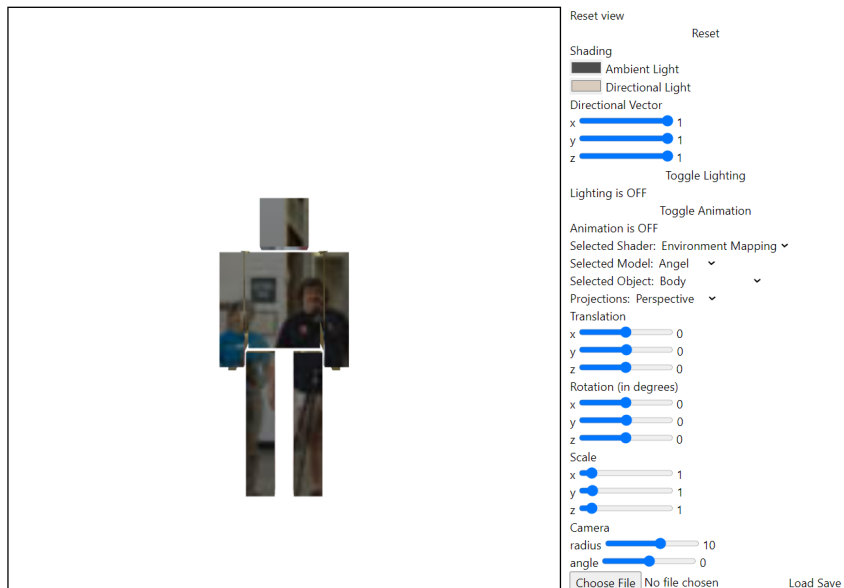 Reset view
Reset
Shading
Ambient Light
Directional Light
Directional Vector
x 1
y 1
z 1
Toggle Lighting
Lighting is OFF
Toggle Animation
Animation is OFF
Selected Shader: Environment Mapping
Selected Model: Angel
Selected Object: Body
Projections: Perspective
Translation
x 0
y 0
z 0
Rotation (in degrees)
x 0
y 0
z 0
Scale
x 1
y 1
z 1
Camera
radius 10
angle 0
Choose File No file chosen Load Save